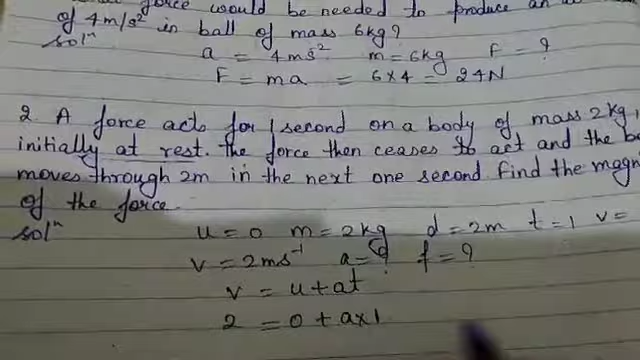 force would be needed to produce an
of 4m/s² in ball of mass 6kg?
solⁿ a = 4ms² m = 6kg F = ?
F = ma = 6×4 = 24N
2. A force acts for 1 second on a body of mass 2kg,
initially at rest. The force then ceases to act and the
moves through 2m in the next one second find the
of the force.
solⁿ u = 0 m = 2kg d = 2m t = 1 v =
v = 2ms⁻¹ a = ? f = ?
v = u + at
2 = 0 + a×1